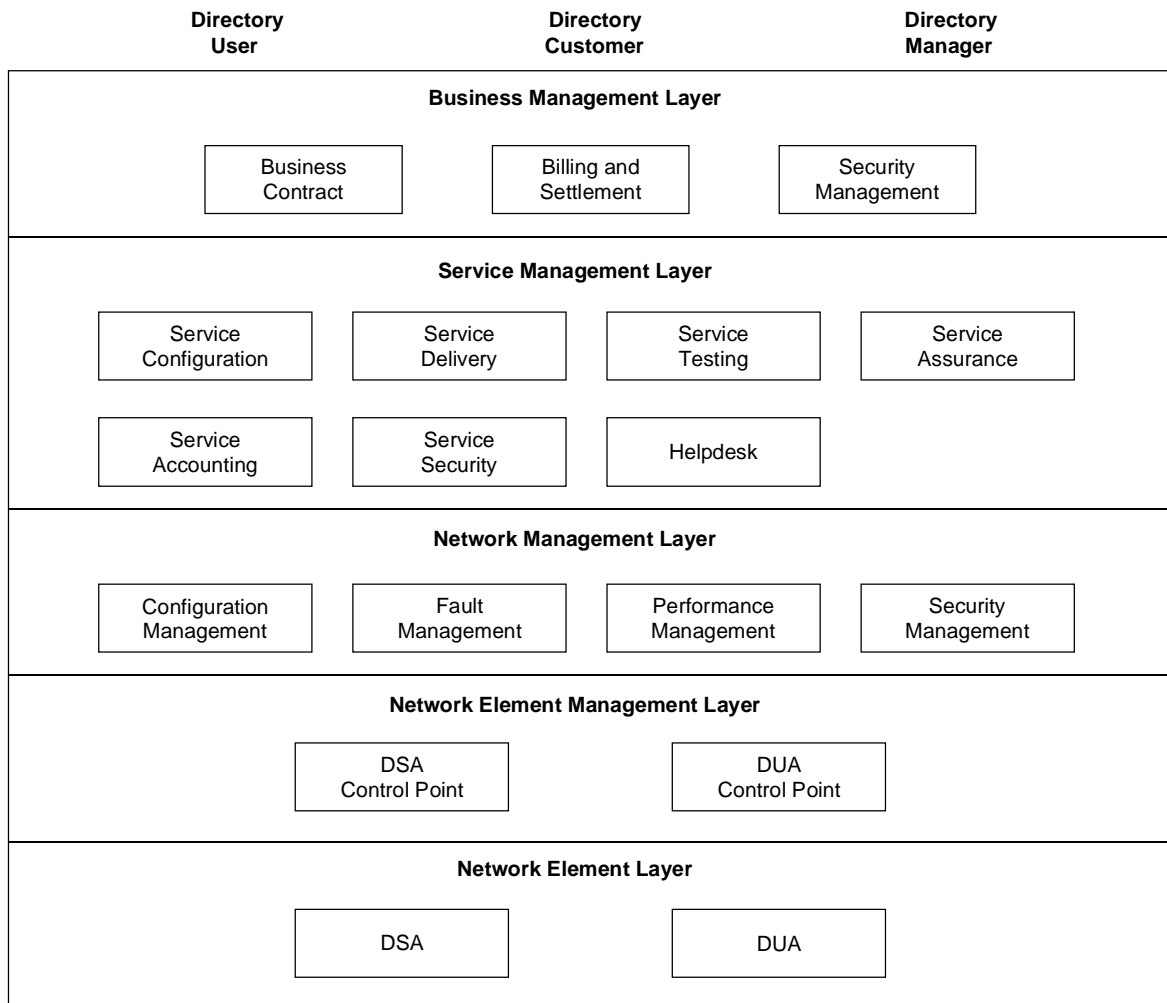 Directory
User
Directory
Customer
Directory
Manager
Business Management Layer
Business
Contract
Billing and
Settlement
Security
Management
Service Management Layer
Service
Configuration
Service
Delivery
Service
Testing
Service
Assurance
Service
Accounting
Service
Security
Helpdesk
Network Management Layer
Configuration
Management
Fault
Management
Performance
Management
Security
Management
Network Element Management Layer
DSA
Control Point
DUA
Control Point
Network Element Layer
DSA
DUA